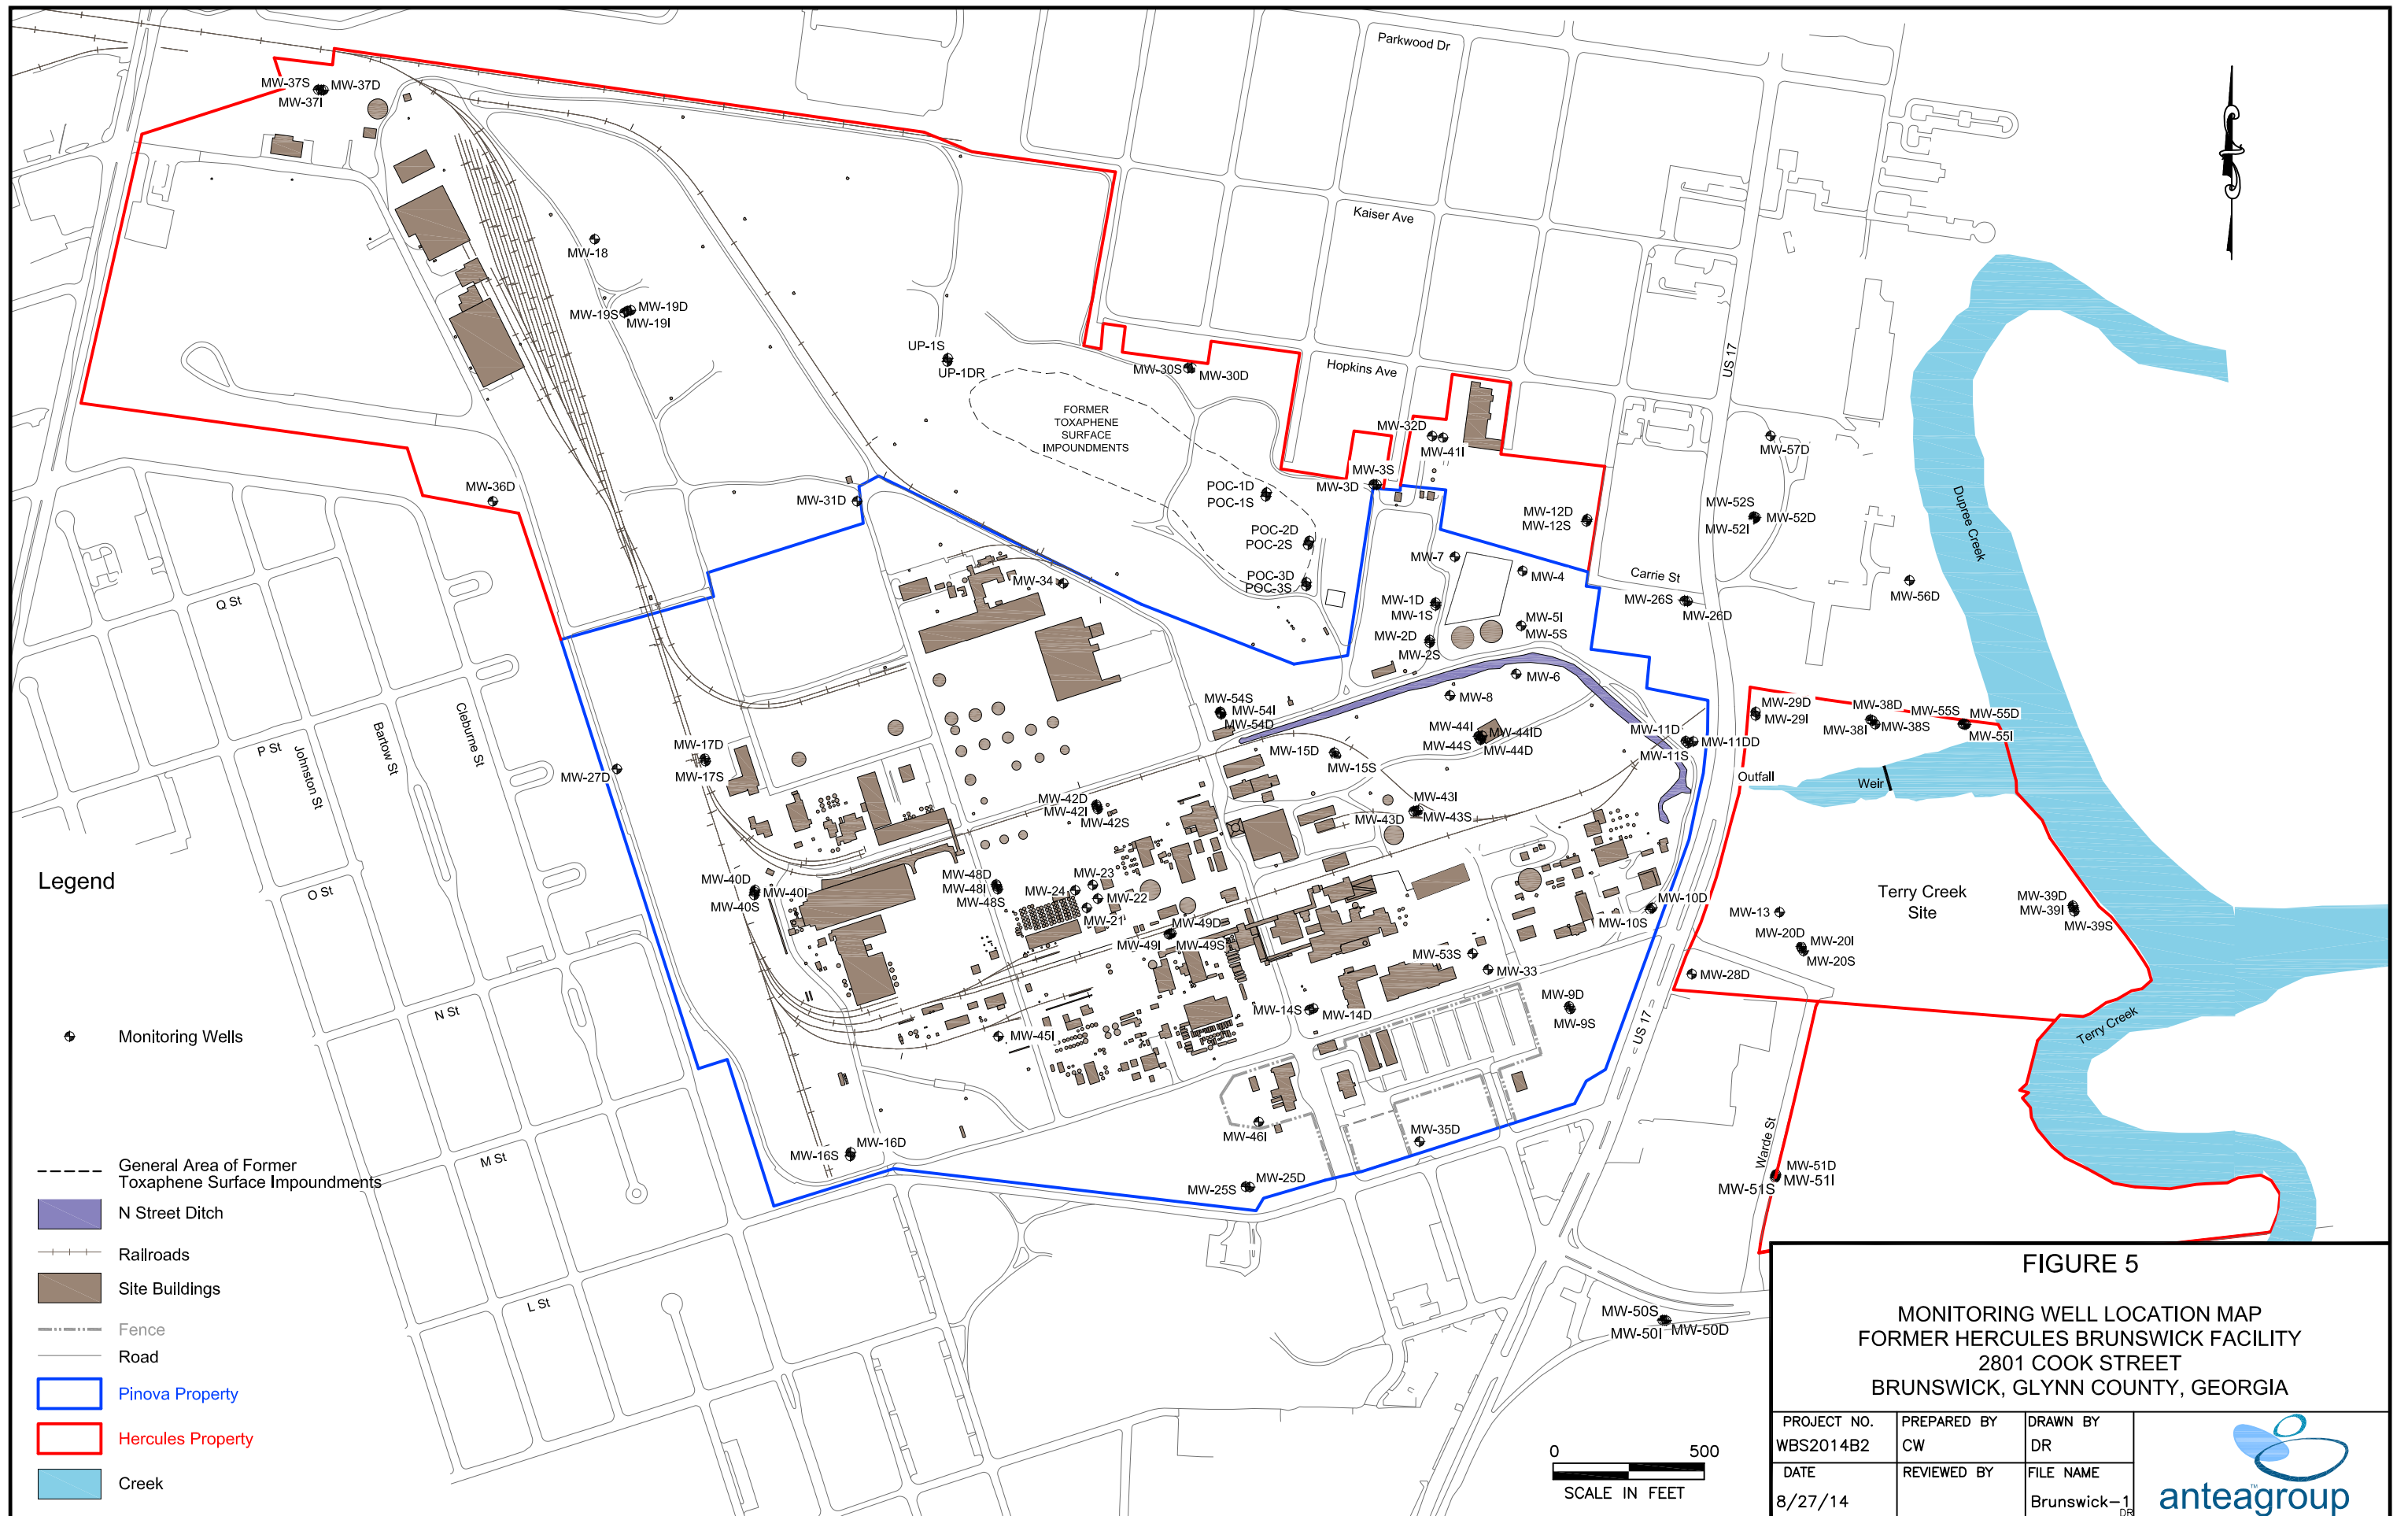 Parkwood Dr
MW-37S
MW-37D
MW-37I
Kaiser Ave
MW-18
MW-19D
MW-19S
MW-19I
UP-1S
UP-1DR
MW-30S
MW-30D
Hopkins Ave
US 17
FORMER
TOXAPHENE
SURFACE
IMPOUNDMENTS
MW-32D
MW-41I
MW-57D
MW-3S
MW-3D
MW-36D
MW-31D
POC-1D
POC-1S
MW-12D
MW-12S
MW-52S
MW-52D
MW-52I
Dupree Creek
POC-2D
POC-2S
MW-7
MW-4
Carrie St
MW-34
POC-3D
POC-3S
MW-56D
MW-1D
MW-1S
MW-26S
MW-26D
MW-5I
MW-5S
MW-2D
MW-2S
Q St
MW-6
MW-8
MW-54S
MW-54I
MW-54D
MW-29D
MW-29I
MW-38D
MW-38I
MW-38S
MW-55S
MW-55D
MW-55I
MW-44I
MW-44ID
MW-44S
MW-44D
MW-11D
MW-11DD
MW-11S
MW-15D
MW-15S
P St
Johnston St
Bartow St
Cleburne St
MW-17D
MW-17S
MW-27D
Outfall
Weir
MW-42D
MW-42I
MW-42S
MW-43I
MW-43D
MW-43S
Legend
O St
MW-40D
MW-40I
MW-40S
MW-48D
MW-48I
MW-48S
MW-24
MW-23
MW-22
MW-21
MW-10D
MW-10S
MW-13
Terry Creek
Site
MW-39D
MW-39I
MW-39S
MW-49D
MW-49I
MW-49S
MW-20D
MW-20I
MW-20S
MW-53S
MW-33
MW-28D
N St
MW-14S
MW-14D
MW-9D
MW-9S
Monitoring Wells
MW-45I
US 17
Terry Creek
MW-46I
MW-35D
Warde St
MW-16D
MW-16S
M St
General Area of Former
Toxaphene Surface Impoundments
MW-25S
MW-25D
MW-51D
MW-51I
MW-51S
N Street Ditch
Railroads
Site Buildings
L St
MW-50S
MW-50I
MW-50D
Fence
Road
Pinova Property
Hercules Property
Creek
0
500
SCALE IN FEET
FIGURE 5
MONITORING WELL LOCATION MAP
FORMER HERCULES BRUNSWICK FACILITY
2801 COOK STREET
BRUNSWICK, GLYNN COUNTY, GEORGIA
PROJECT NO.
WBS2014B2
PREPARED BY
CW
DRAWN BY
DR
DATE
8/27/14
REVIEWED BY
FILE NAME
Brunswick-1
DR
anteagroup
TM